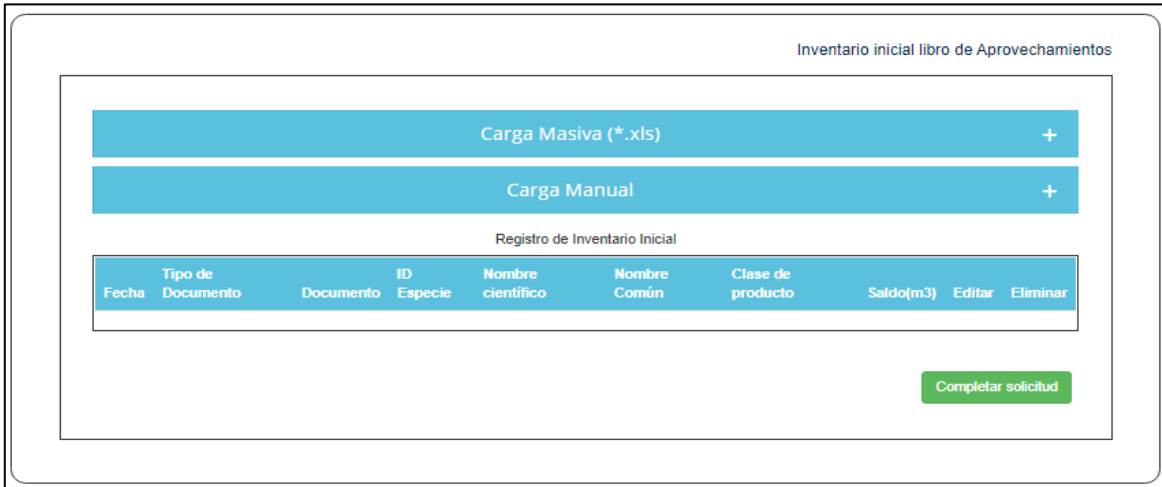 Inventario inicial libro de Aprovechamientos
Carga Masiva (*.xls) +
Carga Manual +
Registro de Inventario Inicial
Fecha Tipo de Documento Documento ID Especie Nombre científico Nombre Común Clase de producto Saldo(m3) Editar Eliminar
Completar solicitud